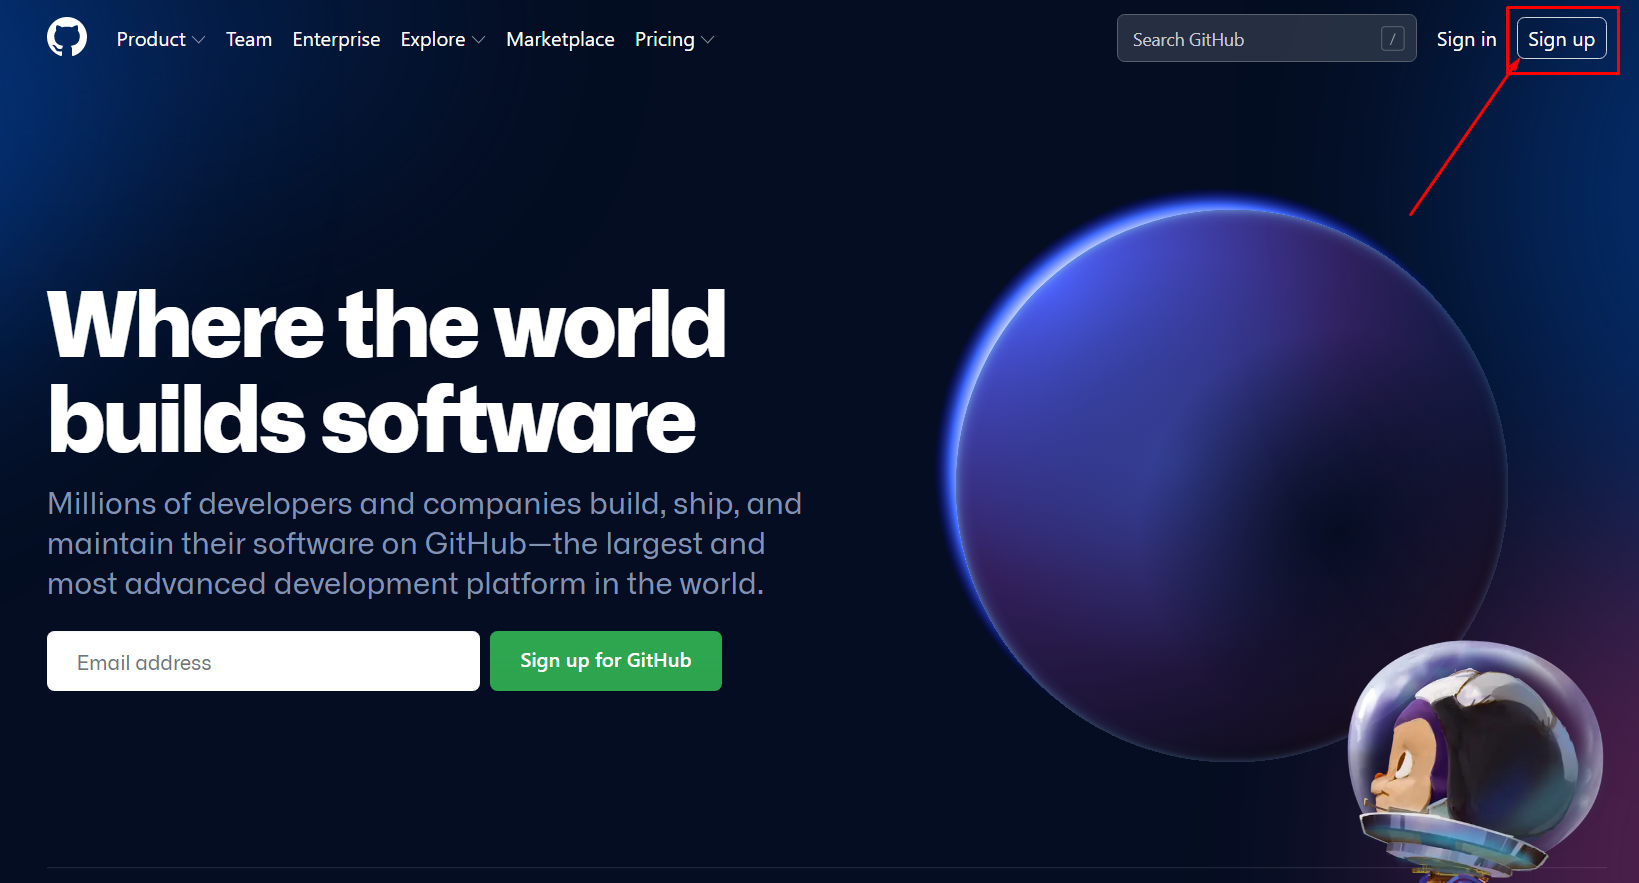 Product Team Enterprise Explore Marketplace Pricing Search GitHub / Sign in Sign up
Where the world
builds software
Millions of developers and companies build, ship, and
maintain their software on GitHub—the largest and
most advanced development platform in the world.
Email address Sign up for GitHub